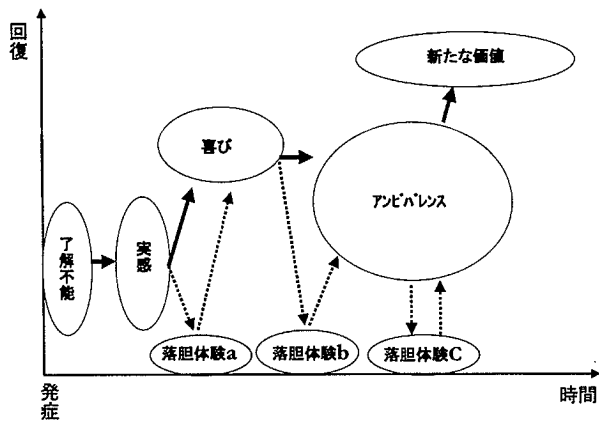 回復
新たな価値
喜び
アンビバレンス
了解不能
実感
落胆体験a
落胆体験b
落胆体験C
発症
時間